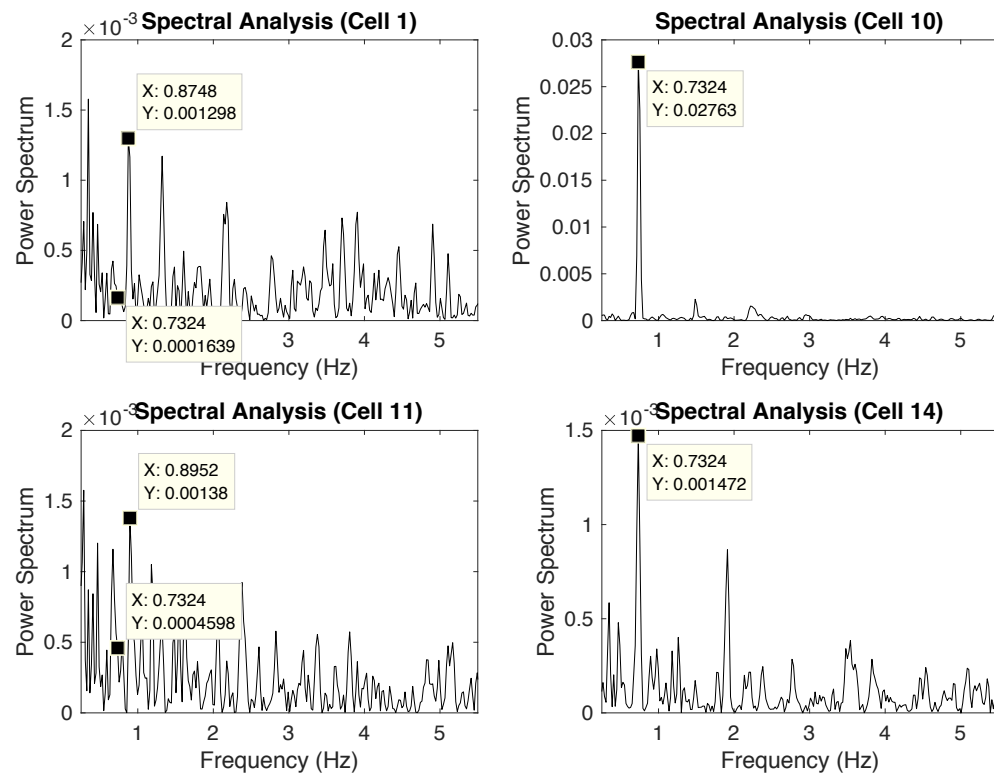 ×10-3
Spectral Analysis (Cell 1)
2
1.5
1
0.5
0
Power Spectrum
X: 0.8748
Y: 0.001298
X: 0.7324
Y: 0.0001639
3
4
5
Frequency (Hz)
Spectral Analysis (Cell 10)
0.03
0.025
0.02
0.015
0.01
0.005
0
Power Spectrum
X: 0.7324
Y: 0.02763
1
2
3
4
5
Frequency (Hz)
×10-3
Spectral Analysis (Cell 11)
2
1.5
1
0.5
0
Power Spectrum
X: 0.8952
Y: 0.00138
X: 0.7324
Y: 0.0004598
1
2
3
4
5
Frequency (Hz)
×10-3
Spectral Analysis (Cell 14)
1.5
1
0.5
0
Power Spectrum
X: 0.7324
Y: 0.001472
1
2
3
4
5
Frequency (Hz)